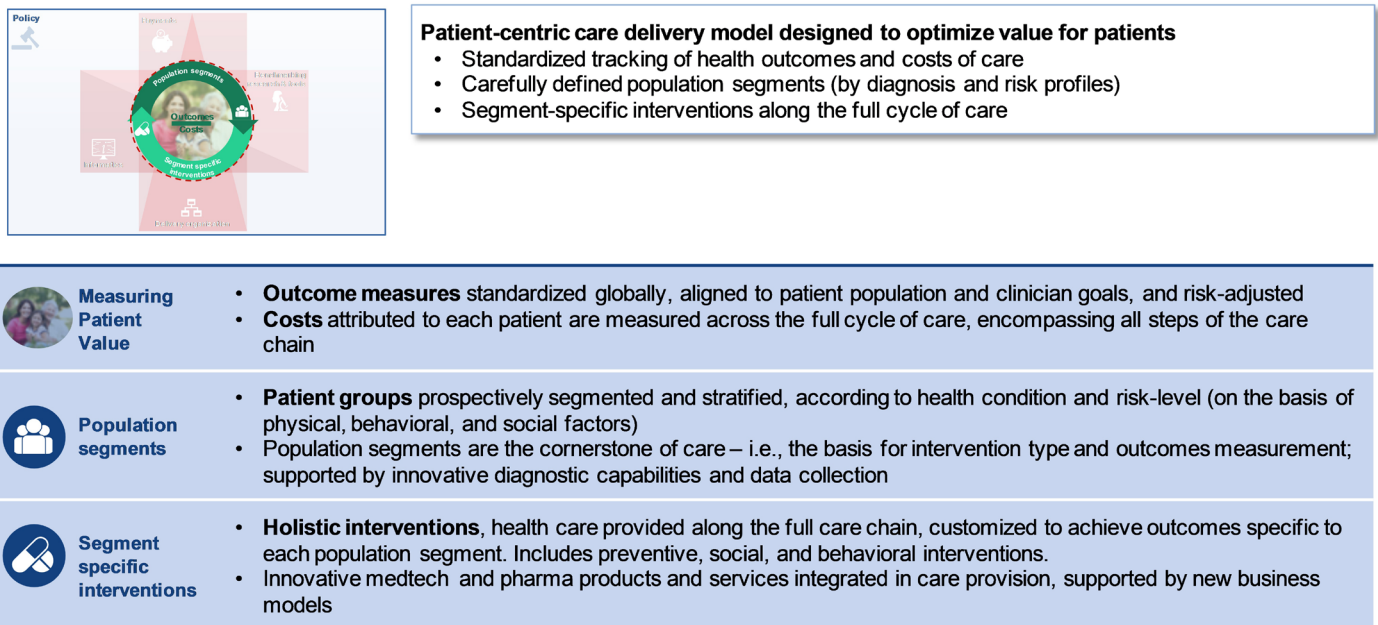 Policy
Payments
Population segments
Benchmarking
Outcomes
Costs
Informatics
Segment specific
interventions
Delivery organization
Patient-centric care delivery model designed to optimize value for patients
• Standardized tracking of health outcomes and costs of care
• Carefully defined population segments (by diagnosis and risk profiles)
• Segment-specific interventions along the full cycle of care
Measuring
Patient
Value
• Outcome measures standardized globally, aligned to patient population and clinician goals, and risk-adjusted
• Costs attributed to each patient are measured across the full cycle of care, encompassing all steps of the care
chain
Population
segments
• Patient groups prospectively segmented and stratified, according to health condition and risk-level (on the basis of
physical, behavioral, and social factors)
• Population segments are the cornerstone of care – i.e., the basis for intervention type and outcomes measurement;
supported by innovative diagnostic capabilities and data collection
Segment
specific
interventions
• Holistic interventions, health care provided along the full care chain, customized to achieve outcomes specific to
each population segment. Includes preventive, social, and behavioral interventions.
• Innovative medtech and pharma products and services integrated in care provision, supported by new business
models